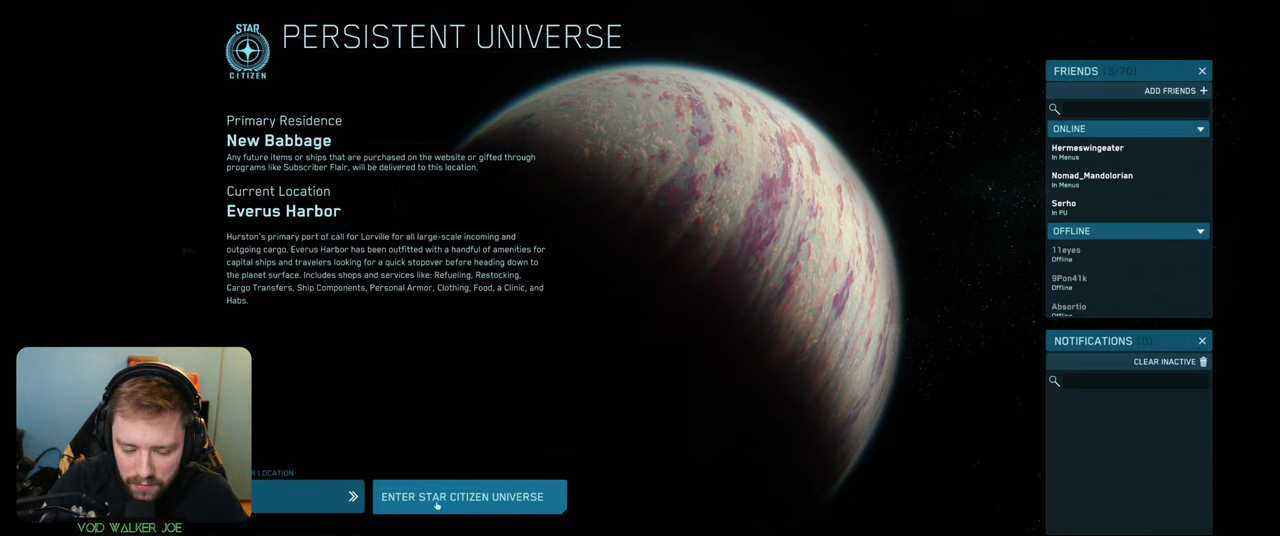 STAR
CITIZEN
PERSISTENT UNIVERSE
Primary Residence
New Babbage
Any future items or ships that are purchased on the website or gifted through
programs like Subscriber Flair, will be delivered to this location.
Current Location
Everus Harbor
Hurston's primary port of call for Lorville for all large-scale incoming and
outgoing cargo. Everus Harbor has been outfitted with a handful of amenities for
capital ships and travelers looking for a quick stopover before heading down to
the planet surface. Includes shops and services like: Refueling, Restocking,
Cargo Transfers, Ship Components, Personal Armor, Clothing, Food, a Clinic, and
Habs.
R LOCATION
ENTER STAR CITIZEN UNIVERSE
VOID WALKER JOE
FRIENDS (3/70)
ADD FRIENDS +
ONLINE
Hermeswingeater
In Menus
Nomad_Mandolorian
In Menus
Serho
In PU
OFFLINE
11eyes
Offline
9Pon41k
Offline
Absortio
Offline
NOTIFICATIONS (0)
CLEAR INACTIVE